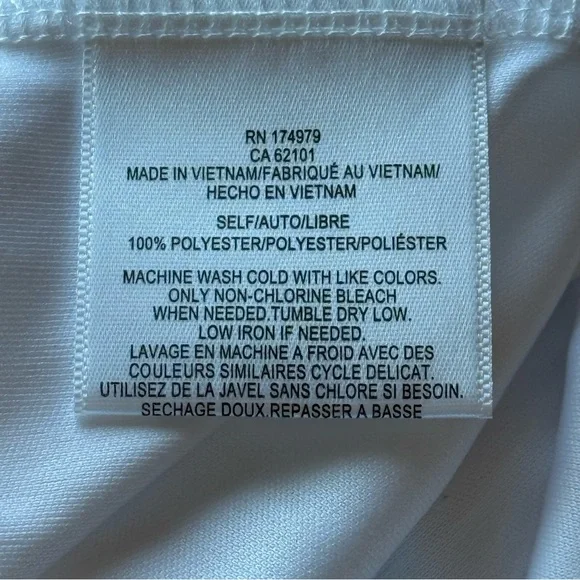 RN 174979
CA 62101
MADE IN VIETNAM/FABRIQUÉ AU VIETNAM/
HECHO EN VIETNAM
SELF/AUTO/LIBRE
100% POLYESTER/POLYESTER/POLIÉSTER
MACHINE WASH COLD WITH LIKE COLORS.
ONLY NON-CHLORINE BLEACH
WHEN NEEDED.TUMBLE DRY LOW.
LOW IRON IF NEEDED.
LAVAGE EN MACHINE A FROID AVEC DES
COULEURS SIMILAIRES CYCLE DELICAT.
UTILISEZ DE LA JAVEL SANS CHLORE SI BESOIN.
SECHAGE DOUX.REPASSER A BASSE